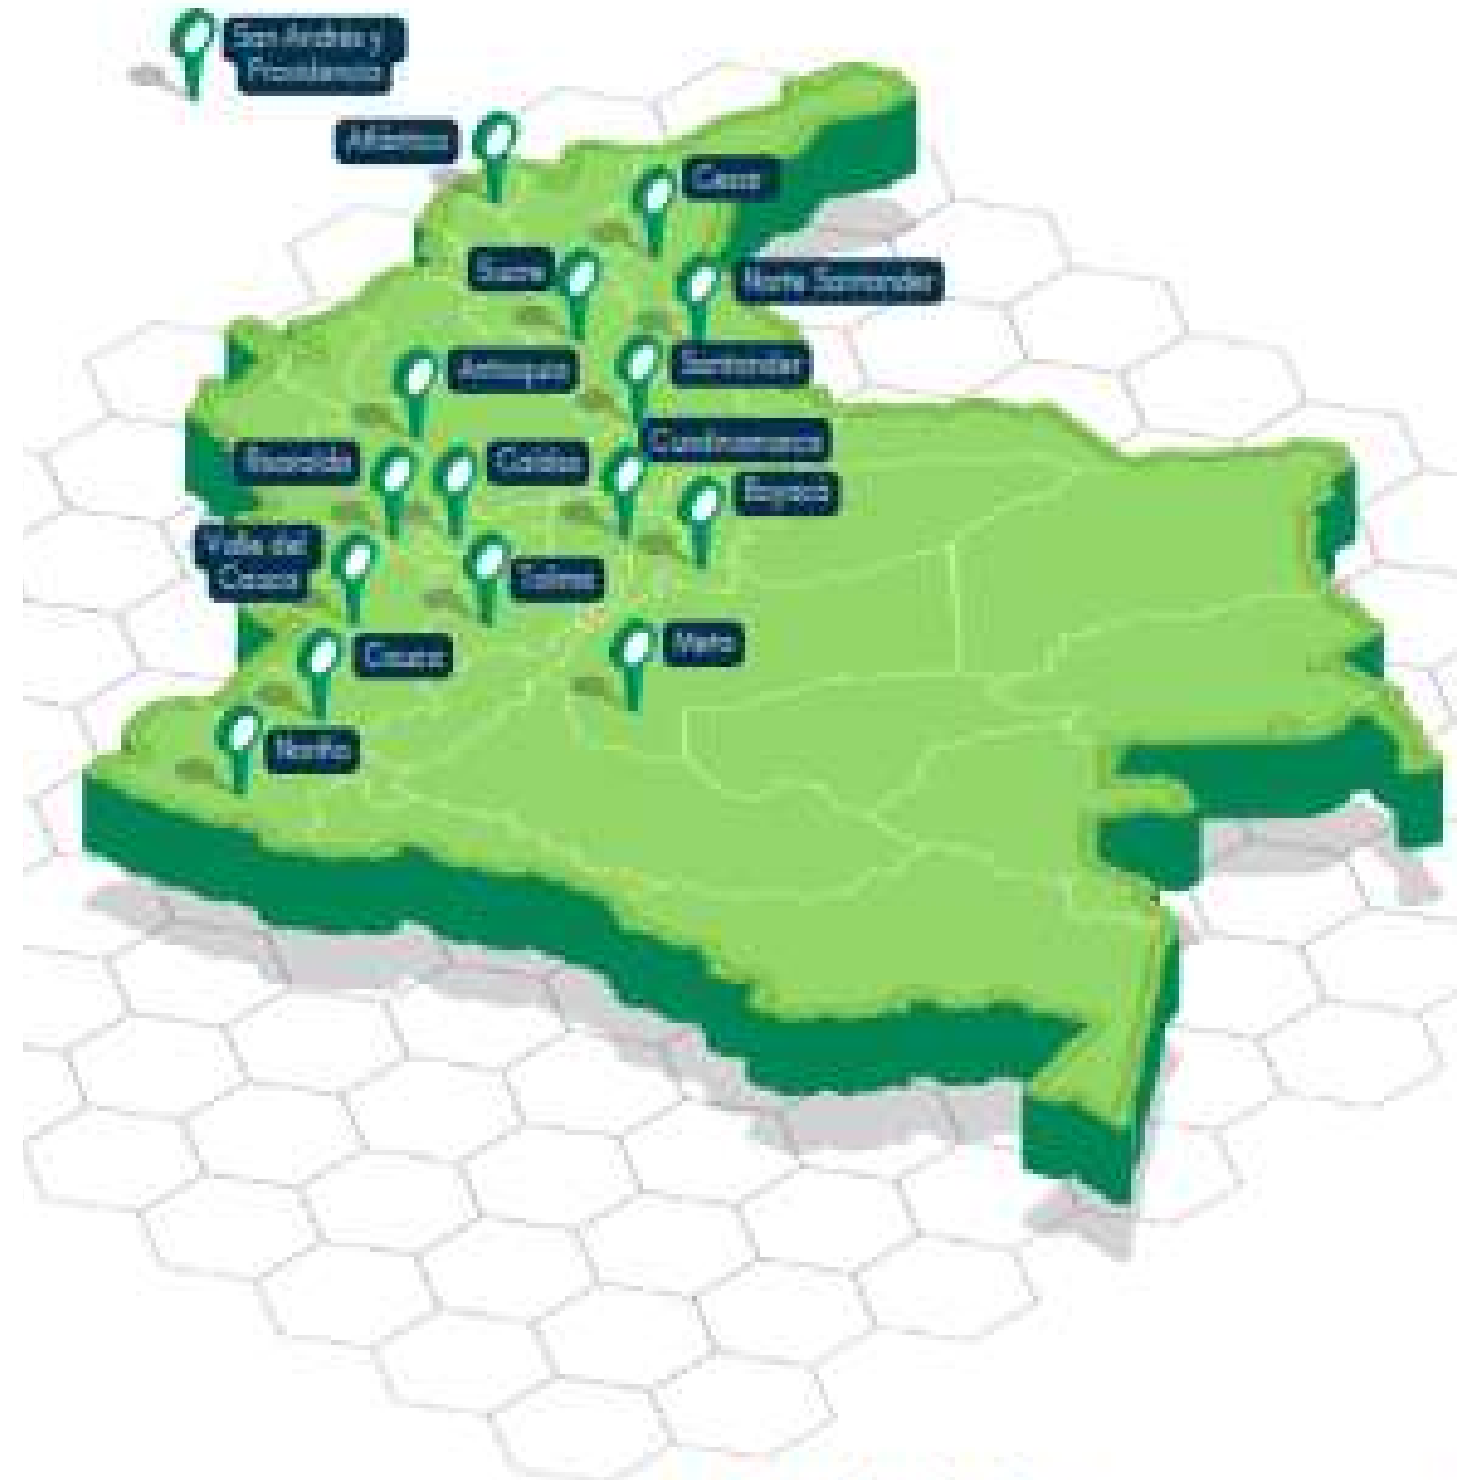 San Andrés y
Providencia
Atlántico
Cesar
Sucre
Norte Santander
Antioquia
Santander
Cundinamarca
Risaralda
Caldas
Boyacá
Valle del
Cauca
Tolima
Cauca
Meta
Nariño